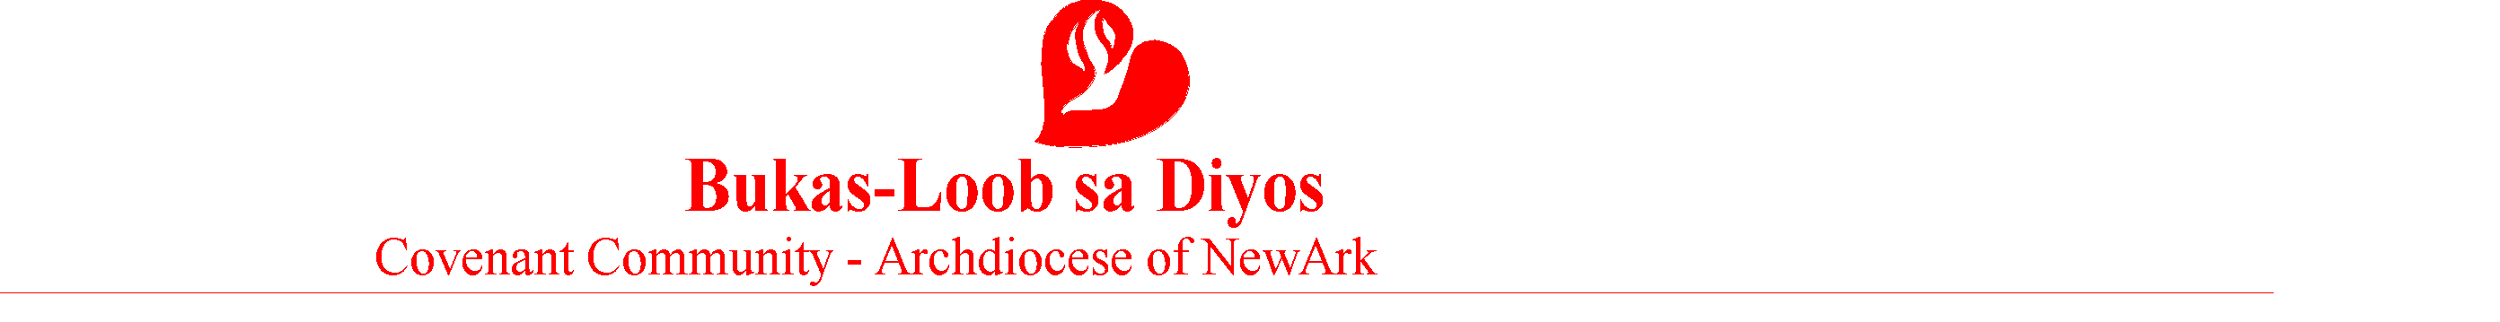 Bukas-Loob sa Diyos
Covenant Community - Archdiocese of NewArk